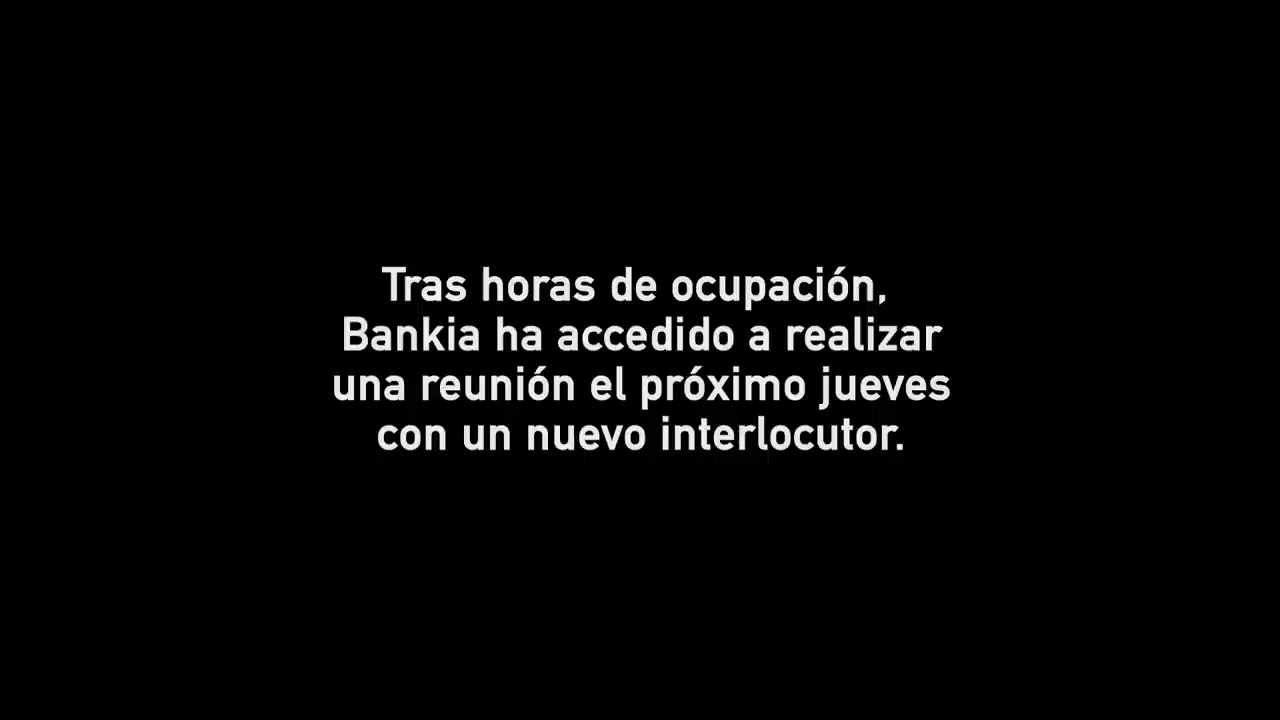 Tras horas de ocupación,
Bankia ha accedido a realizar
una reunión el próximo jueves
con un nuevo interlocutor.